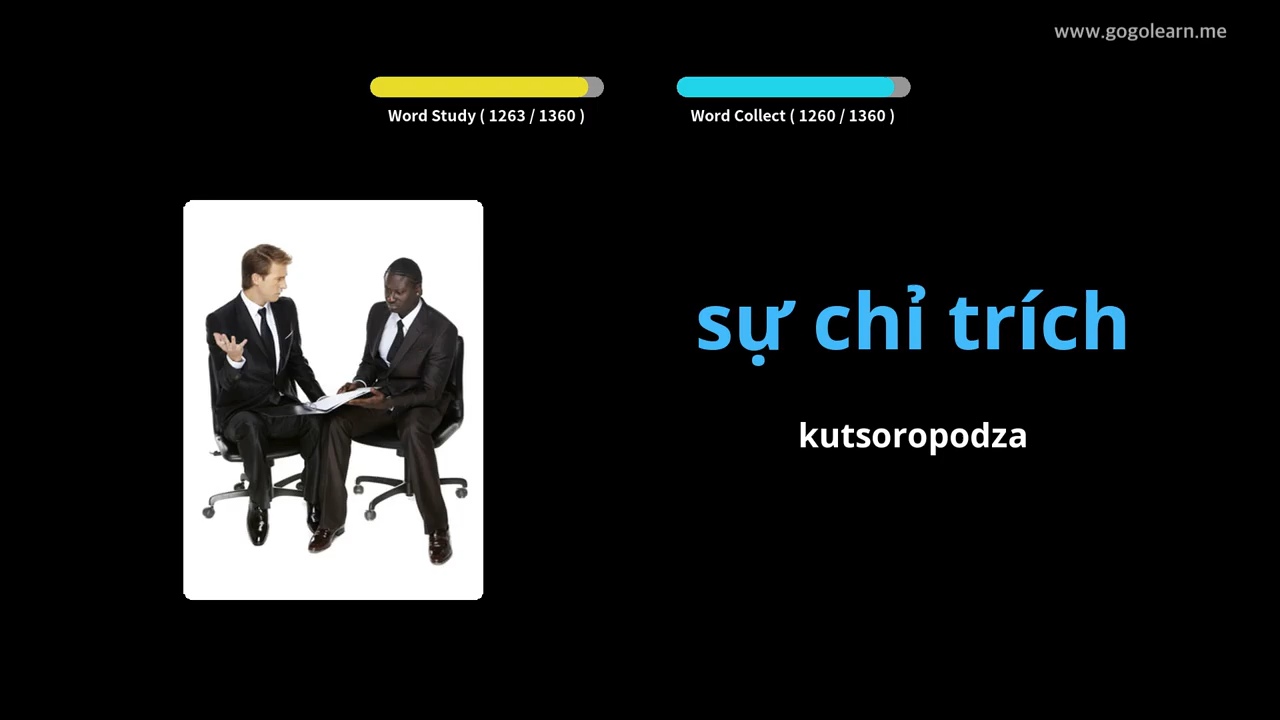 www.gogolearn.me
Word Study ( 1263 / 1360 )
Word Collect ( 1260 / 1360 )
sự chỉ trích
kutsoropodza